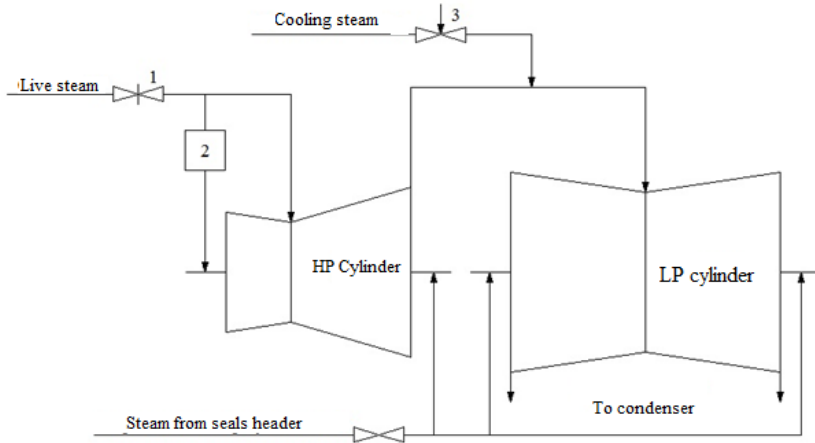 Cooling steam
3
Live steam
1
2
HP Cylinder
LP cylinder
Steam from seals header
To condenser